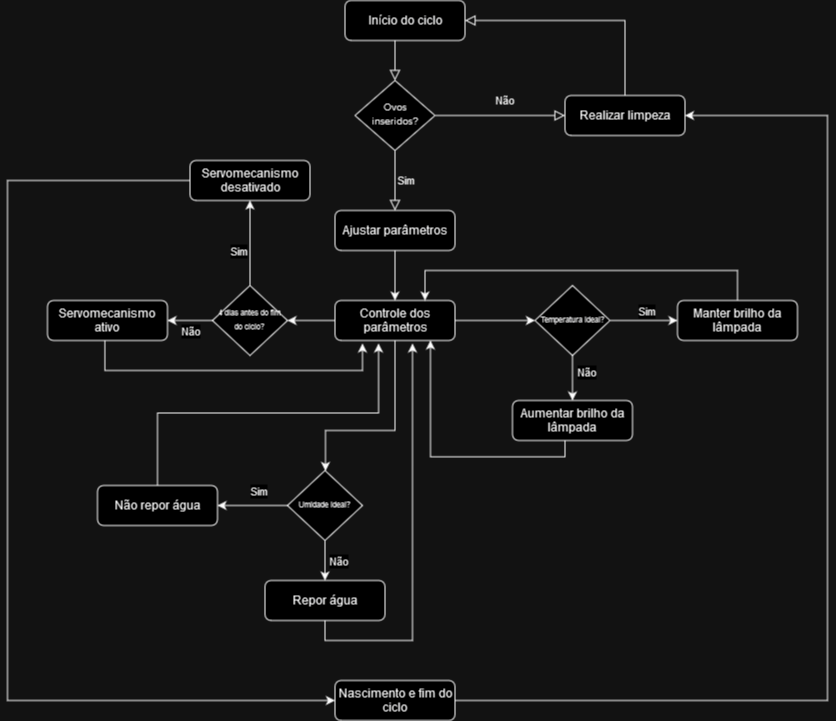 Início do ciclo
Ovos
inseridos?
Não
Realizar limpeza
Servomecanismo
desativado
Sim
Ajustar parâmetros
Sim
Servomecanismo
ativo
Não
4 dias antes do fim
do ciclo?
Controle dos
parâmetros
Temperatura Ideal?
Sim
Manter brilho da
lâmpada
Não
Aumentar brilho da
lâmpada
Não repor água
Sim
Umidade Ideal?
Não
Repor água
Nascimento e fim do
ciclo